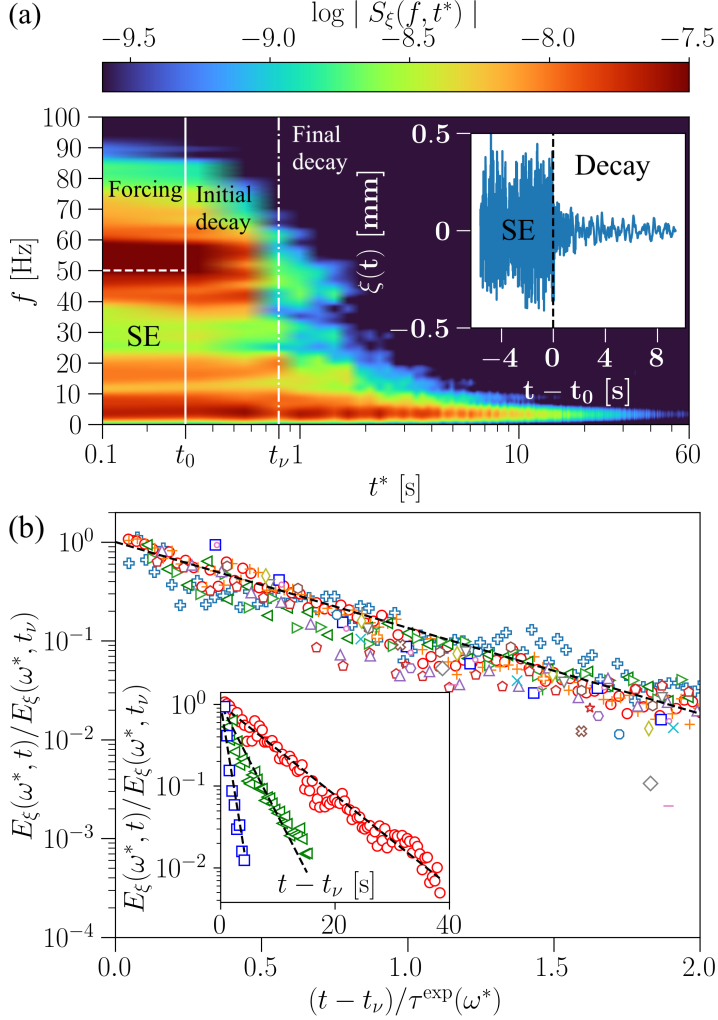 (a)
log | S_ξ(f, t*) |
−9.5 −9.0 −8.5 −8.0 −7.5
f [Hz]
100
90
80
70
60
50
40
30
20
10
0
Forcing
Initial
decay
Final
decay
SE
0.1 t_0 t_ν 1 10 60
t* [s]
ξ(t) [mm]
0.5
0
−0.5
SE
Decay
−4 0 4 8
t − t_0 [s]
(b)
E_ξ(ω*, t)/E_ξ(ω*, t_ν)
10^0
10^−1
10^−2
10^−3
10^−4
E_ξ(ω*, t)/E_ξ(ω*, t_ν)
10^0
10^−1
10^−2
t − t_ν [s]
0 20 40
0.0 0.5 1.0 1.5 2.0
(t − t_ν)/τ^exp(ω*)